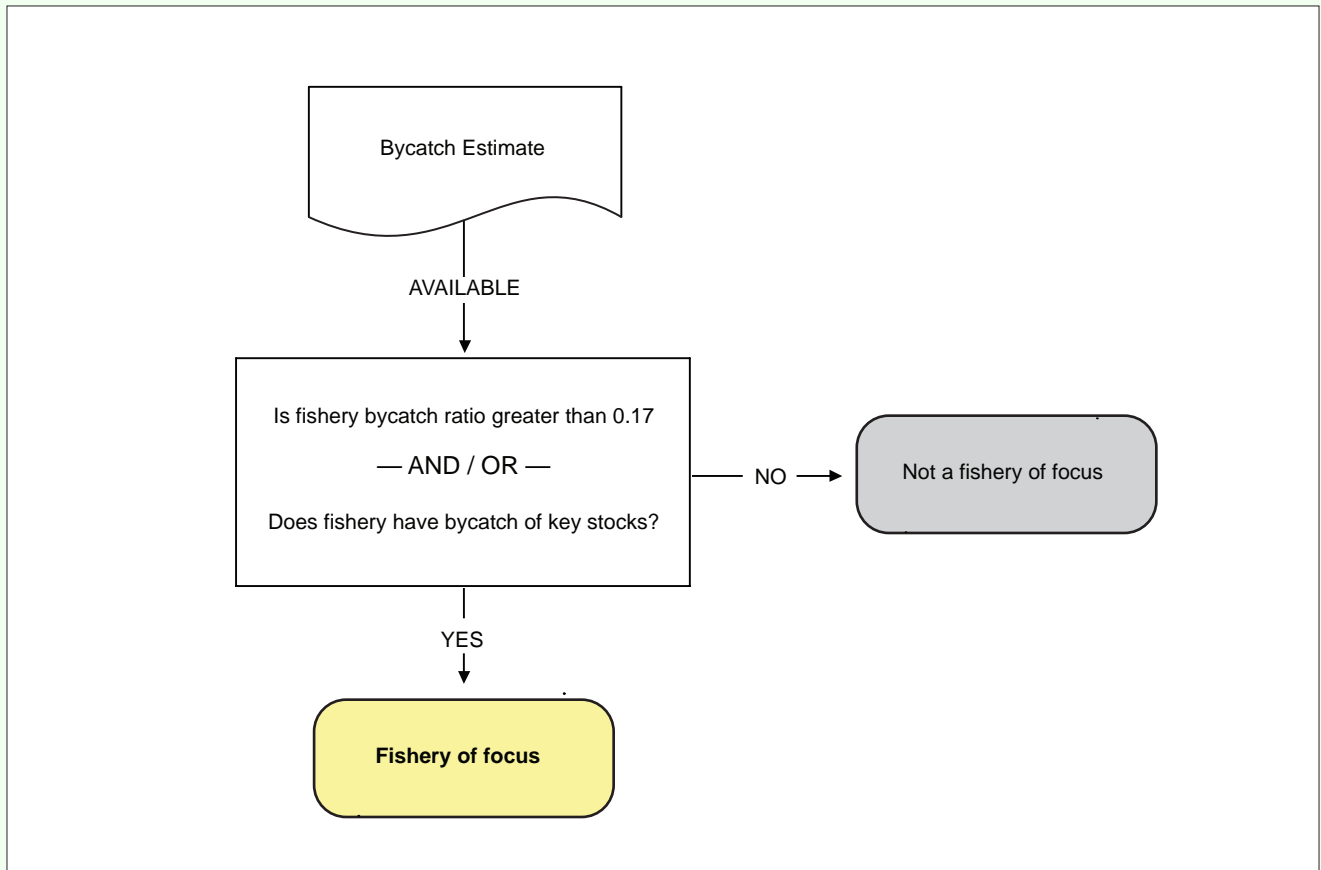 Bycatch Estimate
AVAILABLE
Is fishery bycatch ratio greater than 0.17
— AND / OR —
Does fishery have bycatch of key stocks?
NO
Not a fishery of focus
YES
Fishery of focus